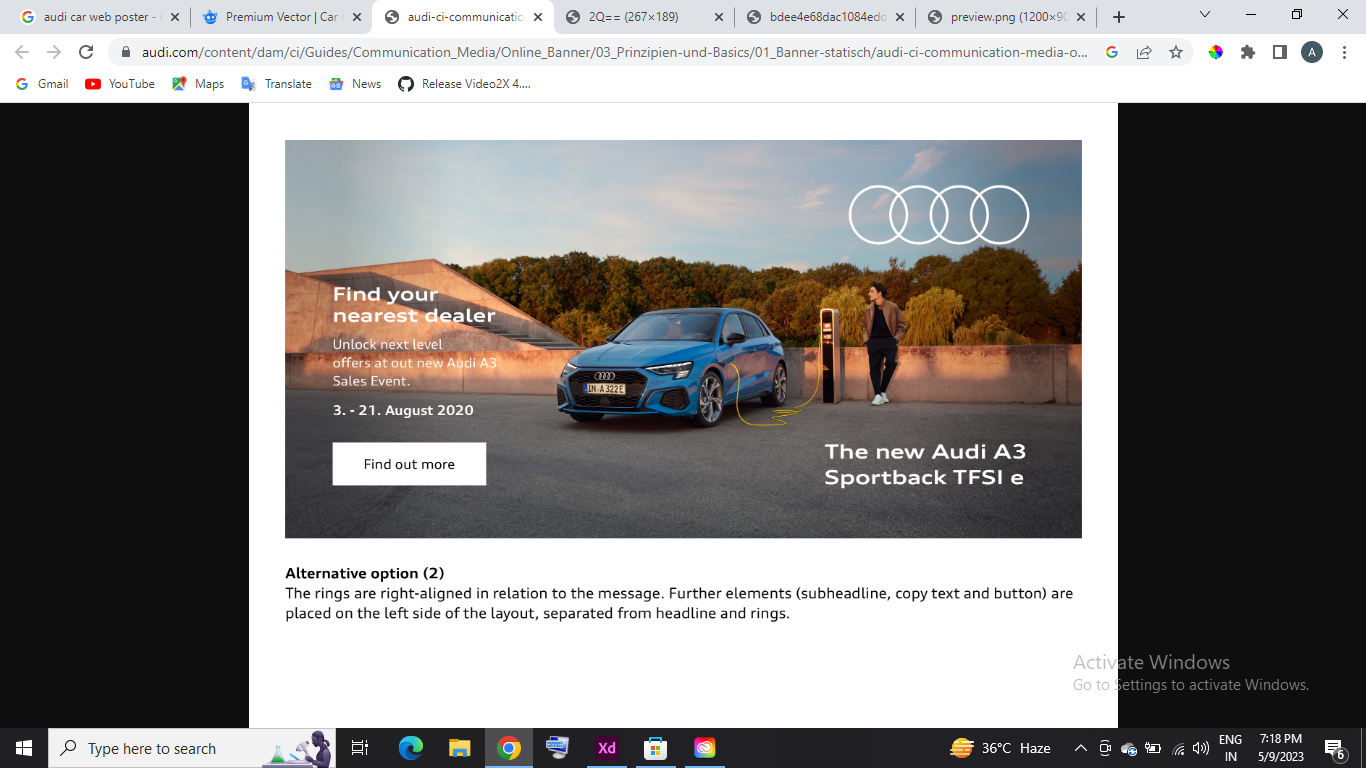 audi car web poster -
Premium Vector | Car
audi-ci-communicatio
2Q== (267×189)
bdee4e68dac1084edd
preview.png (1200×90
audi.com/content/dam/ci/Guides/Communication_Media/Online_Banner/03_Prinzipien-und-Basics/01_Banner-statisch/audi-ci-communication-media-o...
A
Gmail
YouTube
Maps
Translate
News
Release Video2X 4....
Find your
nearest dealer
Unlock next level
offers at out new Audi A3
Sales Event.
3. - 21. August 2020
Find out more
IN·A 322E
The new Audi A3
Sportback TFSI e
Alternative option (2)
The rings are right-aligned in relation to the message. Further elements (subheadline, copy text and button) are
placed on the left side of the layout, separated from headline and rings.
Activate Windows
Go to Settings to activate Windows.
Type here to search
Xd
36°C Haze
ENG
IN
7:18 PM
5/9/2023
6